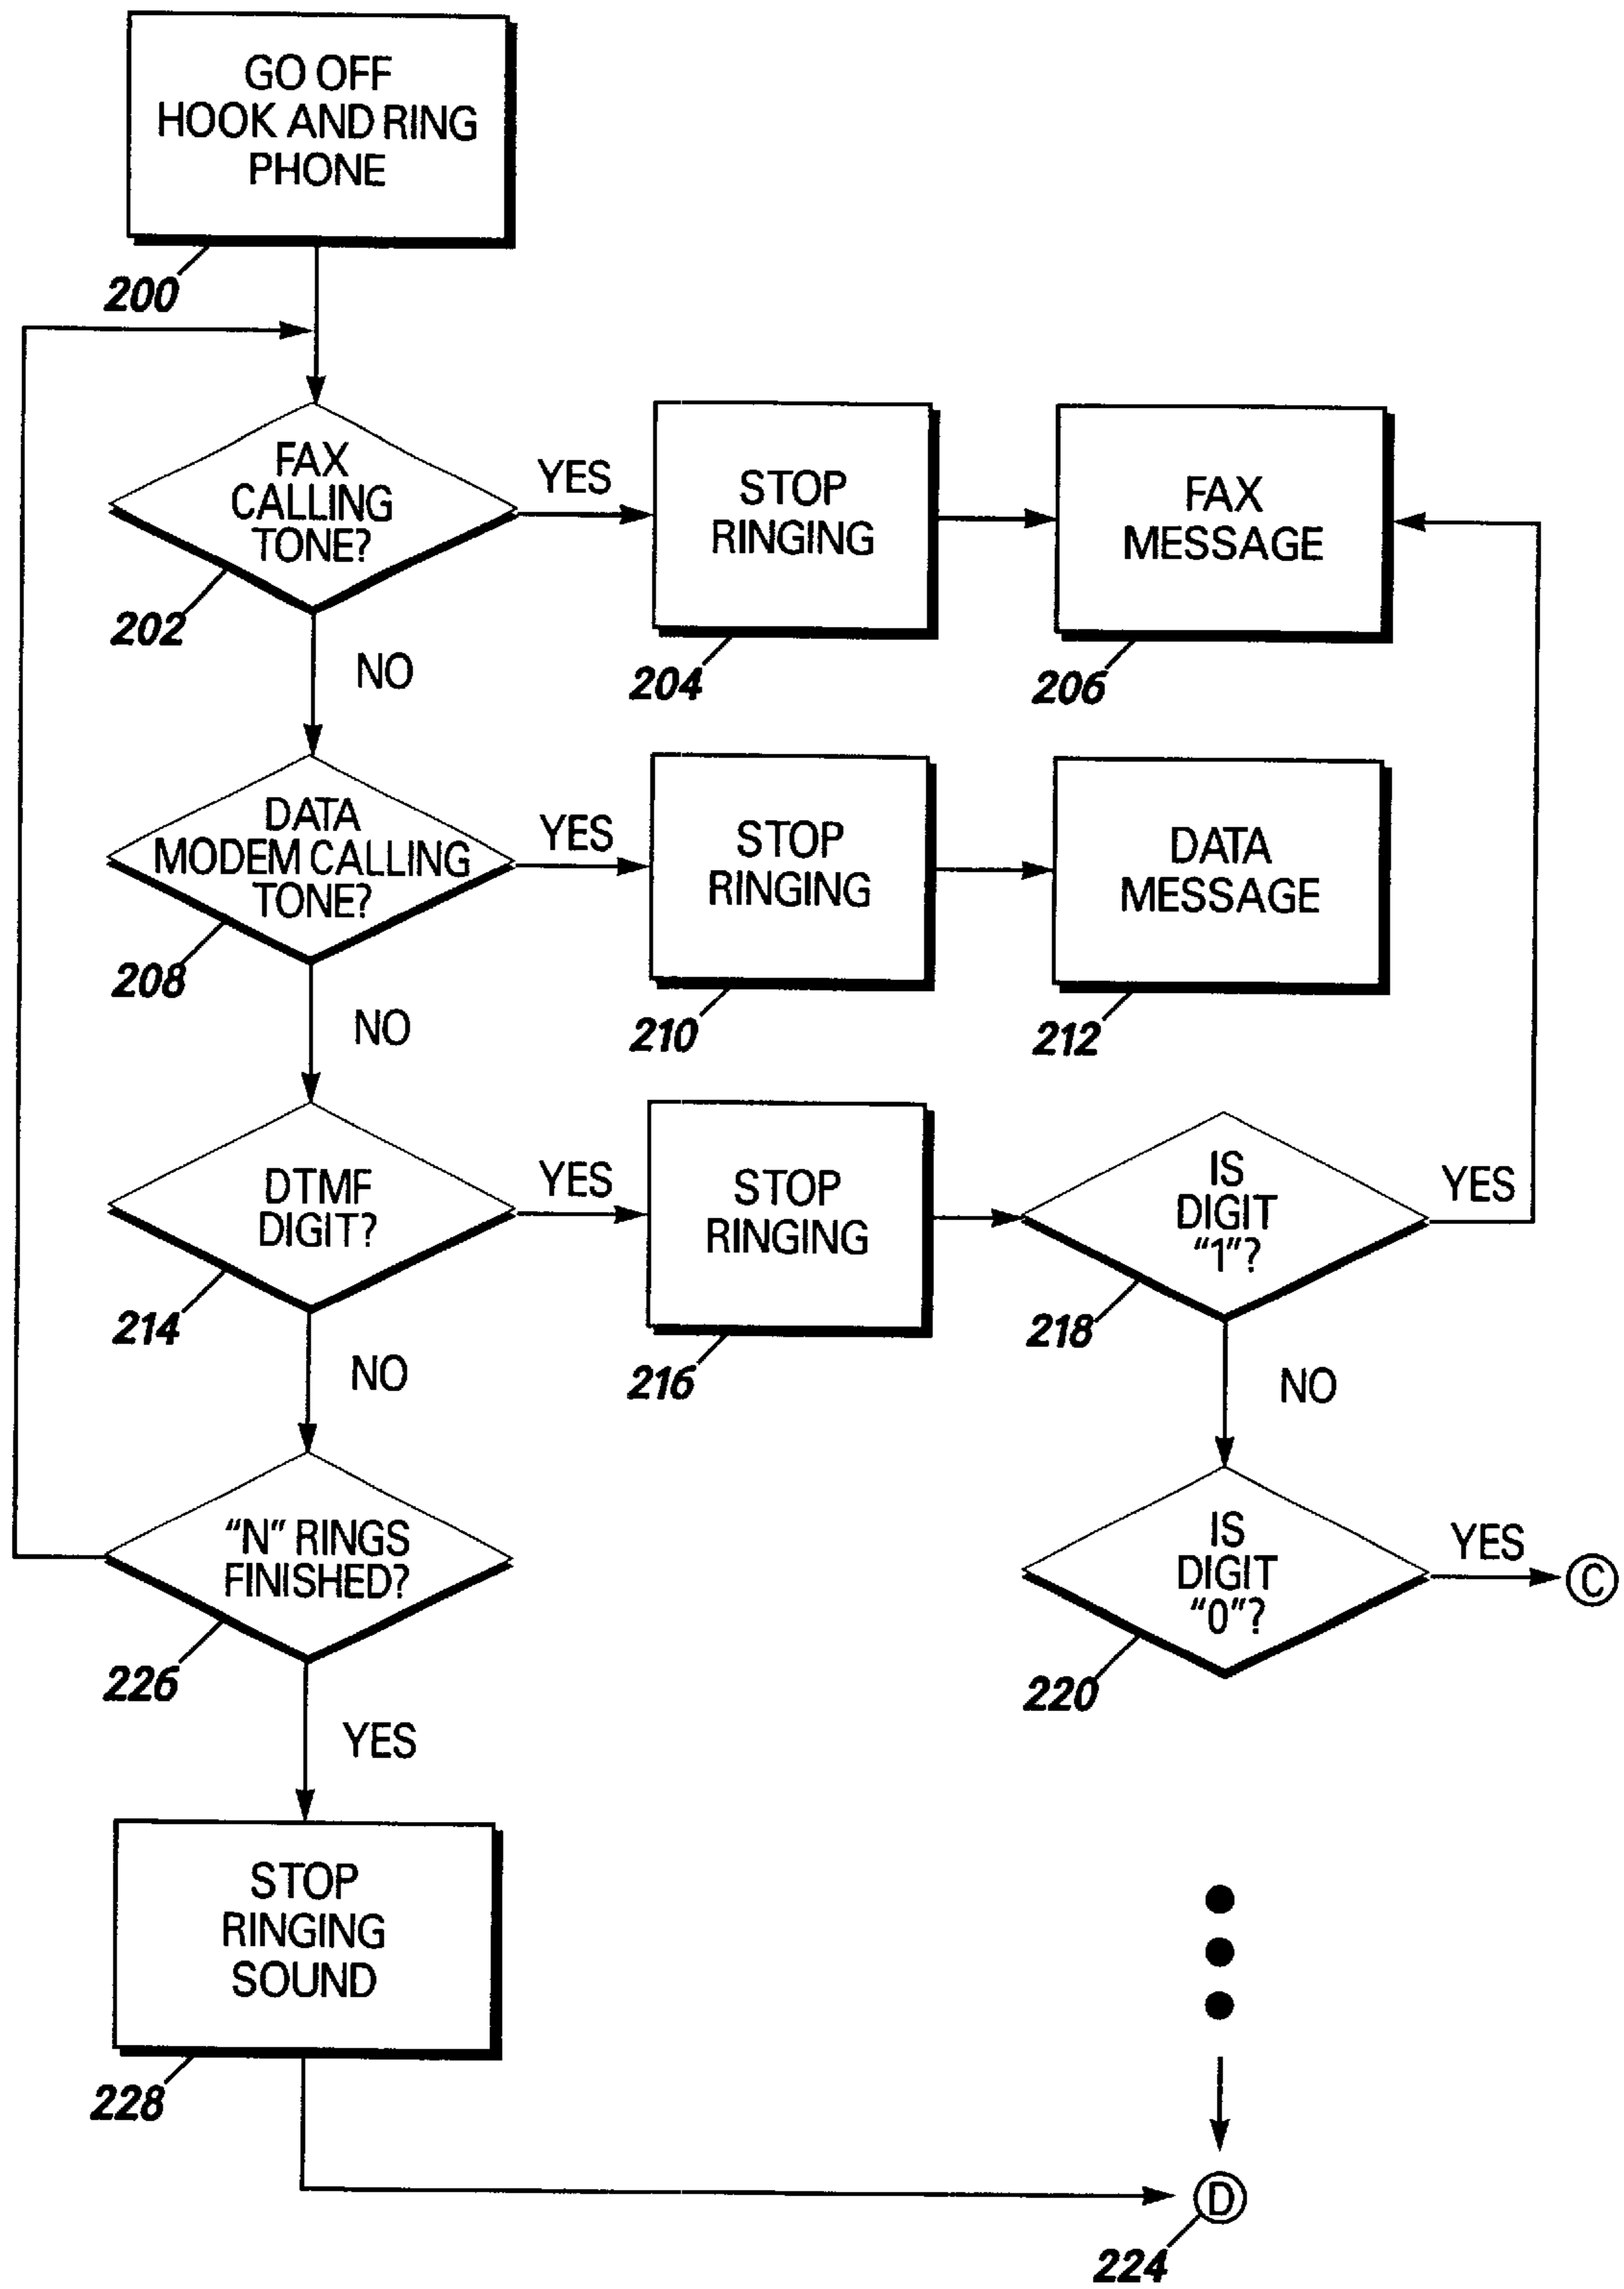 GO OFF
HOOK AND RING
PHONE
200
FAX
CALLING
TONE?
202
YES
STOP
RINGING
204
FAX
MESSAGE
206
NO
DATA
MODEM CALLING
TONE?
208
YES
STOP
RINGING
210
DATA
MESSAGE
212
NO
DTMF
DIGIT?
214
YES
STOP
RINGING
216
IS
DIGIT
“1”?
218
YES
NO
NO
“N” RINGS
FINISHED?
226
IS
DIGIT
“0”?
220
YES
C
YES
STOP
RINGING
SOUND
228
D
224